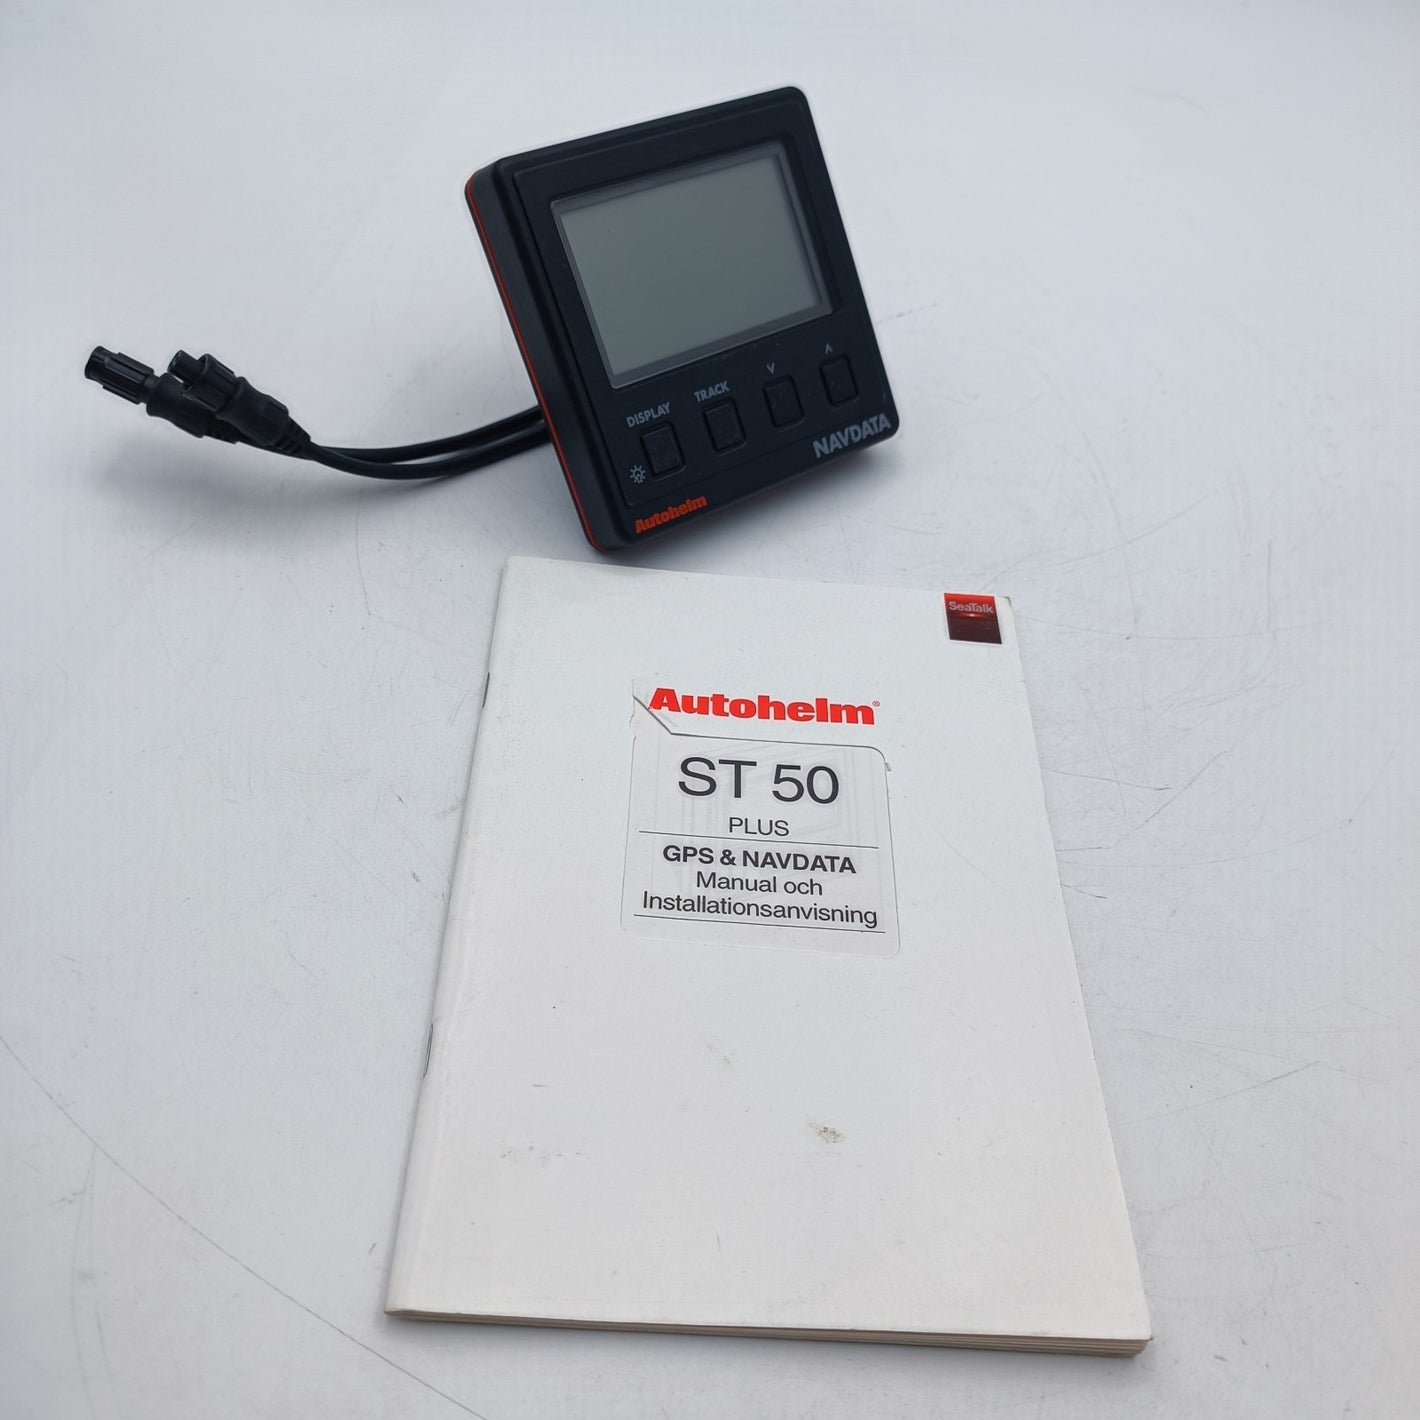 DISPLAY
TRACK
NAVDATA
Autohelm
SeaTalk
Autohelm®
ST 50
PLUS
GPS & NAVDATA
Manual och
Installationsanvisning